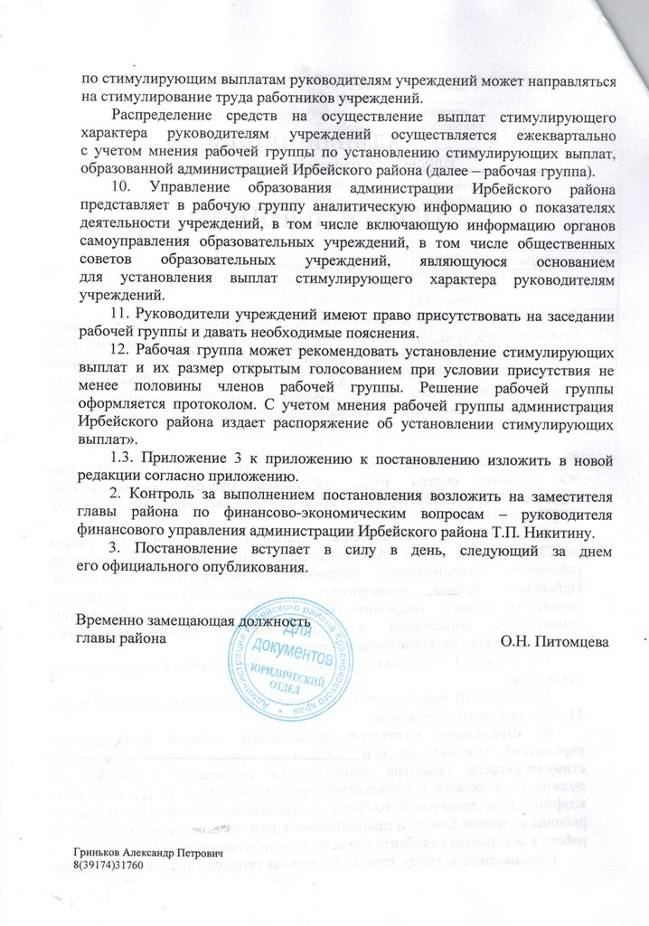 по стимулирующим выплатам руководителям учреждений может направляться
на стимулирование труда работников учреждений.
Распределение средств на осуществление выплат стимулирующего
характера руководителям учреждений осуществляется ежеквартально
с учетом мнения рабочей группы по установлению стимулирующих выплат,
образованной администрацией Ирбейского района (далее – рабочая группа).
10. Управление образования администрации Ирбейского района
представляет в рабочую группу аналитическую информацию о показателях
деятельности учреждений, в том числе включающую информацию органов
самоуправления образовательных учреждений, в том числе общественных
советов образовательных учреждений, являющуюся основанием
для установления выплат стимулирующего характера руководителям
учреждений.
11. Руководители учреждений имеют право присутствовать на заседании
рабочей группы и давать необходимые пояснения.
12. Рабочая группа может рекомендовать установление стимулирующих
выплат и их размер открытым голосованием при условии присутствия не
менее половины членов рабочей группы. Решение рабочей группы
оформляется протоколом. С учетом мнения рабочей группы администрация
Ирбейского района издает распоряжение об установлении стимулирующих
выплат».
1.3. Приложение 3 к приложению к постановлению изложить в новой
редакции согласно приложению.
2. Контроль за выполнением постановления возложить на заместителя
главы района по финансово-экономическим вопросам – руководителя
финансового управления администрации Ирбейского района Т.П. Никитину.
3. Постановление вступает в силу в день, следующий за днем
его официального опубликования.
Временно замещающая должность
главы района О.Н. Питомцева
Администрация Ирбейского района Красноярского края
Для
документов
ЮРИДИЧЕСКИЙ
ОТДЕЛ
Гриньков Александр Петрович
8(39174)31760